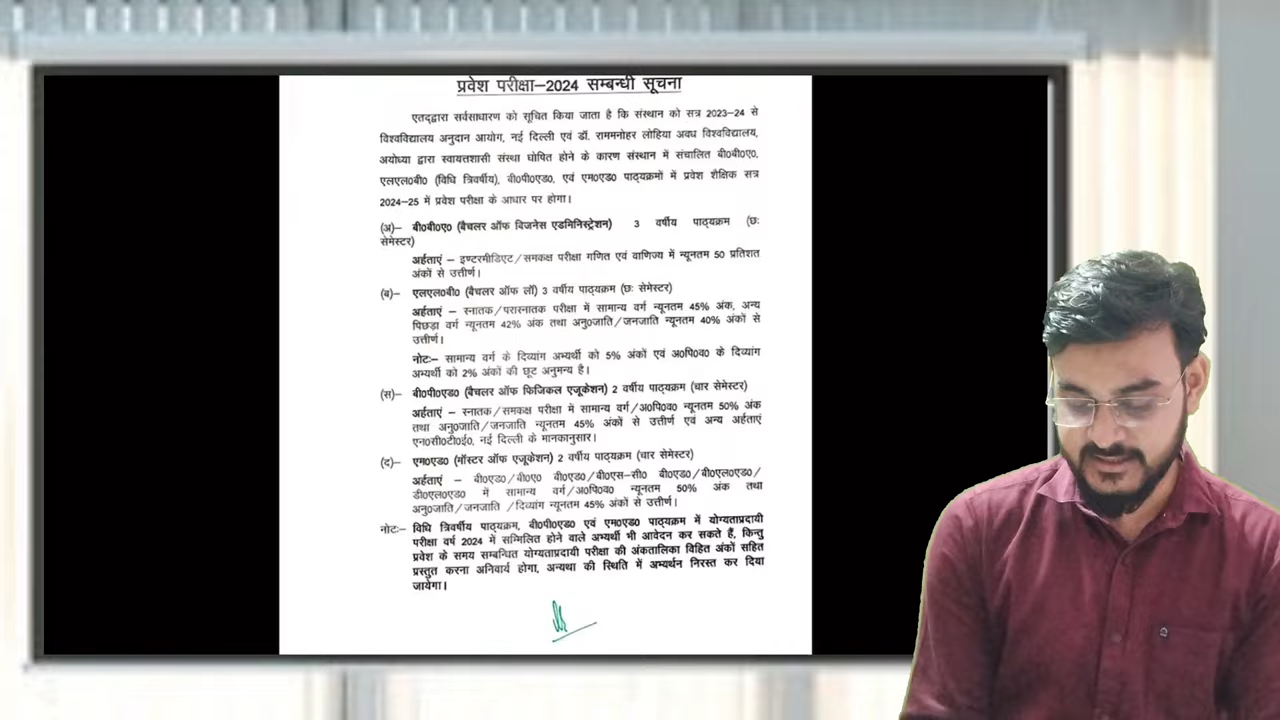 प्रवेश परीक्षा–2024 सम्बन्धी सूचना
एतद्द्वारा सर्वसाधारण को सूचित किया जाता है कि संस्थान को सत्र 2023–24 से
विश्वविद्यालय अनुदान आयोग, नई दिल्ली एवं डॉ. राममनोहर लोहिया अवध विश्वविद्यालय,
अयोध्या द्वारा स्वायत्तशासी संस्था घोषित होने के कारण संस्थान में संचालित बी0बी0ए0,
एलएल0बी0 (विधि त्रिवर्षीय), बी0पी0एड0, एवं एम0एड0 पाठ्यक्रमों में प्रवेश शैक्षिक सत्र
2024–25 में प्रवेश परीक्षा के आधार पर होगा।
(अ)– बी0बी0ए0 (बैचलर ऑफ बिजनेस एडमिनिस्ट्रेशन) 3 वर्षीय पाठ्यक्रम (छः
सेमेस्टर)
अर्हताएं – इण्टरमीडिएट/समकक्ष परीक्षा गणित एवं वाणिज्य में न्यूनतम 50 प्रतिशत
अंकों से उत्तीर्ण।
(ब)– एलएल0बी0 (बैचलर ऑफ लॉ) 3 वर्षीय पाठ्यक्रम (छः सेमेस्टर)
अर्हताएं – स्नातक/परास्नातक परीक्षा में सामान्य वर्ग न्यूनतम 45% अंक, अन्य
पिछड़ा वर्ग न्यूनतम 42% अंक तथा अनु0जाति/जनजाति न्यूनतम 40% अंकों से
उत्तीर्ण।
नोटः– सामान्य वर्ग के दिव्यांग अभ्यर्थी को 5% अंकों एवं अ0पि0व0 के दिव्यांग
अभ्यर्थी को 2% अंकों की छूट अनुमन्य है।
(स)– बी0पी0एड0 (बैचलर ऑफ फिजिकल एजूकेशन) 2 वर्षीय पाठ्यक्रम (चार सेमेस्टर)
अर्हताएं – स्नातक/समकक्ष परीक्षा में सामान्य वर्ग/अ0पि0व0 न्यूनतम 50% अंक
तथा अनु0जाति/जनजाति न्यूनतम 45% अंकों से उत्तीर्ण एवं अन्य अर्हताएं
एन0सी0टी0ई0, नई दिल्ली के मानकानुसार।
(द)– एम0एड0 (मॉस्टर ऑफ एजूकेशन) 2 वर्षीय पाठ्यक्रम (चार सेमेस्टर)
अर्हताएं – बी0एड0/बी0ए0 बी0एड0/बी0एस–सी0 बी0एड0/बी0एल0एड0/
डी0एल0एड0 में सामान्य वर्ग/अ0पि0व0 न्यूनतम 50% अंक तथा
अनु0जाति/जनजाति/दिव्यांग न्यूनतम 45% अंकों से उत्तीर्ण।
नोटः– विधि त्रिवर्षीय पाठ्यक्रम, बी0पी0एड0 एवं एम0एड0 पाठ्यक्रम में योग्यताप्रदायी
परीक्षा वर्ष 2024 में सम्मिलित होने वाले अभ्यर्थी भी आवेदन कर सकते हैं, किन्तु
प्रवेश के समय सम्बन्धित योग्यताप्रदायी परीक्षा की अंकतालिका विहित अंकों सहित
प्रस्तुत करना अनिवार्य होगा, अन्यथा की स्थिति में अभ्यर्थन निरस्त कर दिया
जायेगा।